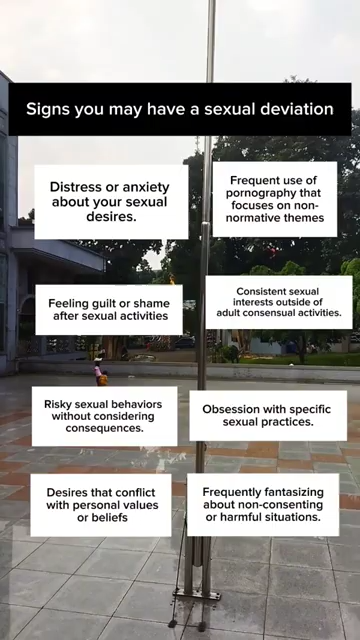 Signs you may have a sexual deviation
Distress or anxiety
about your sexual
desires.
Frequent use of
pornography that
focuses on non-
normative themes
Feeling guilt or shame
after sexual activities
Consistent sexual
interests outside of
adult consensual activities.
Risky sexual behaviors
without considering
consequences.
Obsession with specific
sexual practices.
Desires that conflict
with personal values
or beliefs
Frequently fantasizing
about non-consenting
or harmful situations.